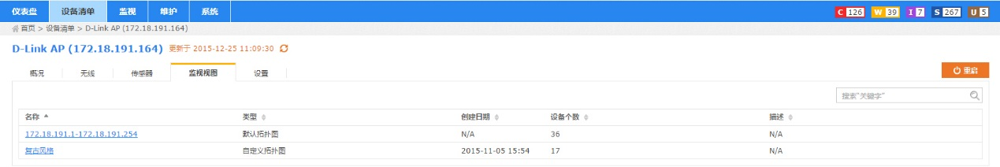 仪表盘 设备清单 监视 维护 系统 C 126 W 39 I 7 S 267 U 5
首页 > 设备清单 > D-Link AP (172.18.191.164)
D-Link AP (172.18.191.164) 更新于 2015-12-25 11:09:30
概况 无线 传感器 监视视图 设置 重启
搜索"关键字"
名称 类型 创建日期 设备个数 描述
172.18.191.1-172.18.191.254 默认拓扑图 N/A 36 N/A
复古风格 自定义拓扑图 2015-11-05 15:54 17 N/A